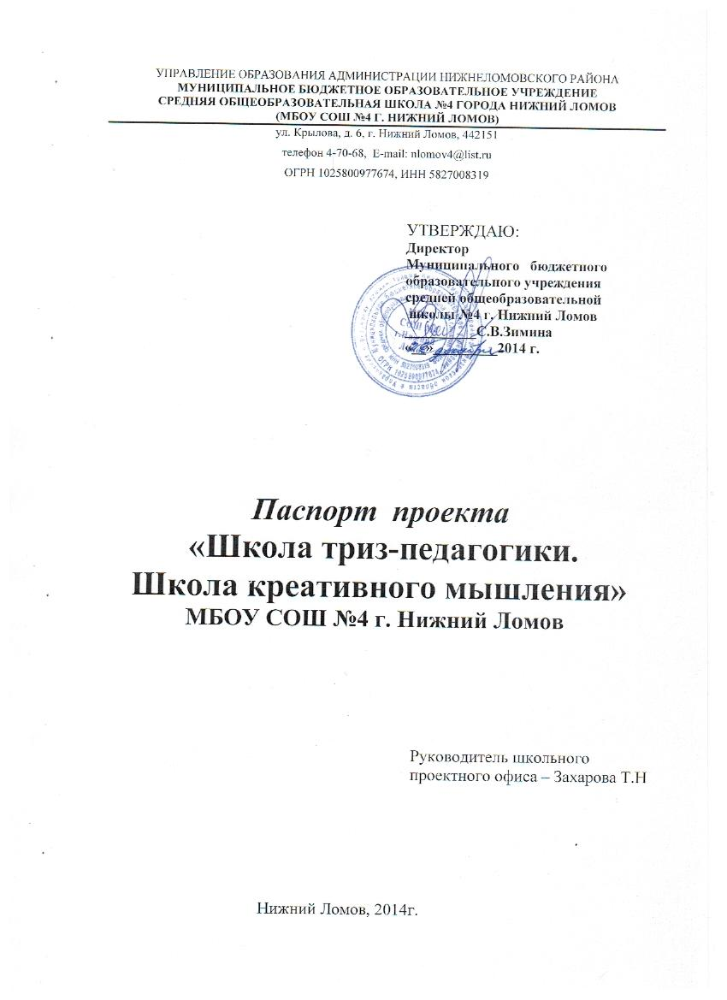 УПРАВЛЕНИЕ ОБРАЗОВАНИЯ АДМИНИСТРАЦИИ НИЖНЕЛОМОВСКОГО РАЙОНА
МУНИЦИПАЛЬНОЕ БЮДЖЕТНОЕ ОБРАЗОВАТЕЛЬНОЕ УЧРЕЖДЕНИЕ
СРЕДНЯЯ ОБЩЕОБРАЗОВАТЕЛЬНАЯ ШКОЛА №4 ГОРОДА НИЖНИЙ ЛОМОВ
(МБОУ СОШ №4 Г. НИЖНИЙ ЛОМОВ)
ул. Крылова, д. 6, г. Нижний Ломов, 442151
телефон 4-70-68, E-mail: nlomov4@list.ru
ОГРН 1025800977674, ИНН 5827008319
УТВЕРЖДАЮ:
Директор
Муниципального бюджетного
образовательного учреждения
средней общеобразовательной
школы №4 г. Нижний Ломов
С.В.Зимина
декабря 2014 г.
Паспорт проекта
«Школа триз-педагогики.
Школа креативного мышления»
МБОУ СОШ №4 г. Нижний Ломов
Руководитель школьного
проектного офиса – Захарова Т.Н
Нижний Ломов, 2014г.